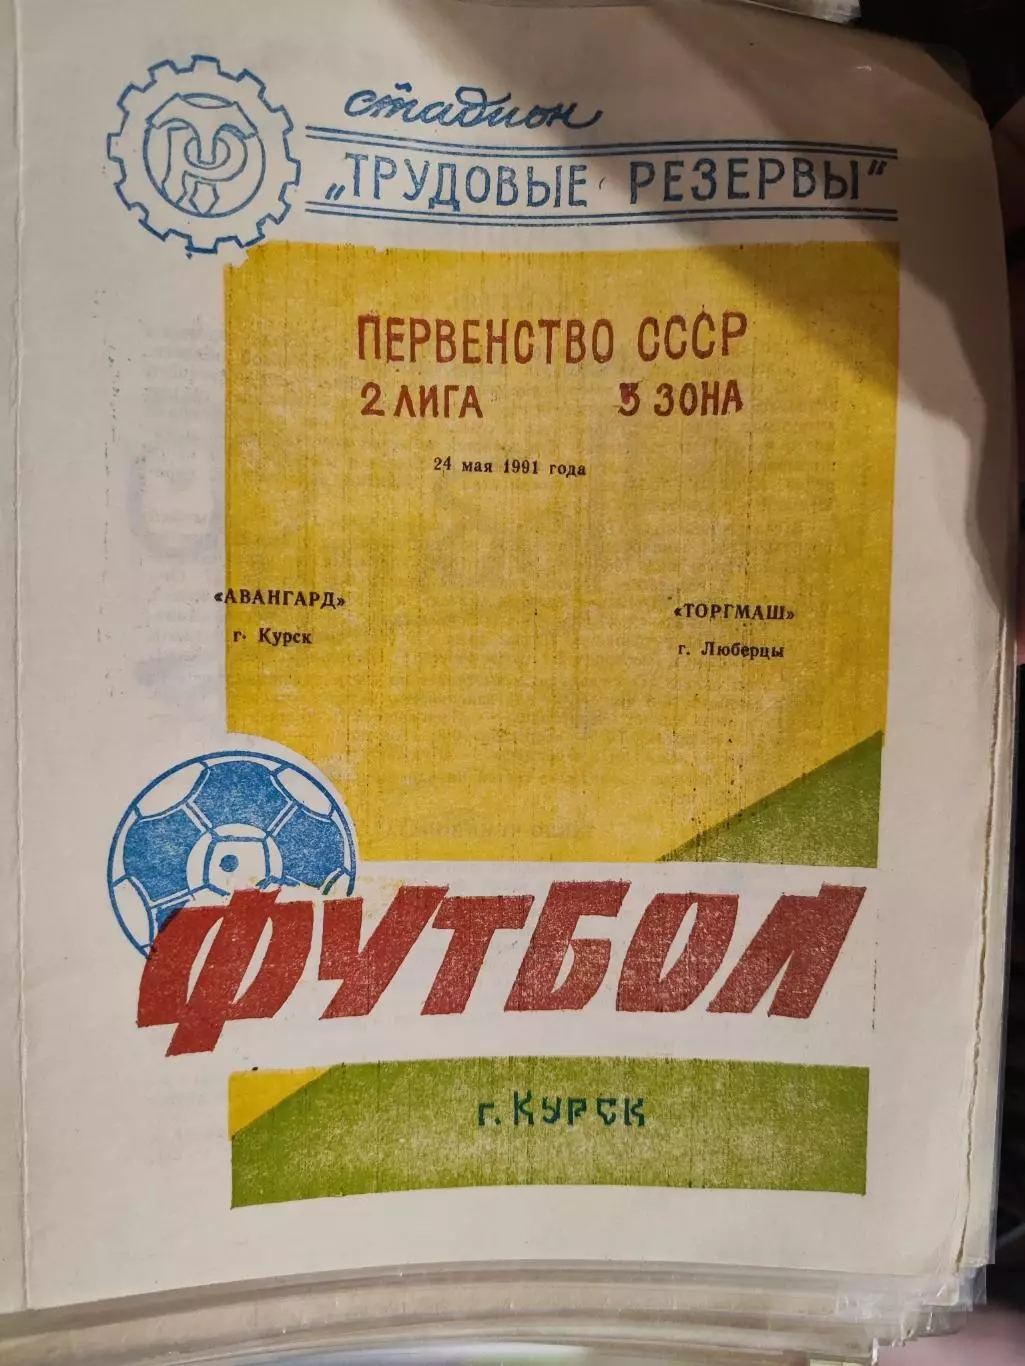 стадион
„ТРУДОВЫЕ РЕЗЕРВЫ"
ПЕРВЕНСТВО СССР
2 ЛИГА 5 ЗОНА
24 мая 1991 года
«АВАНГАРД» «ТОРГМАШ»
г. Курск г. Люберцы
ФУТБОЛ
г. КУРСК